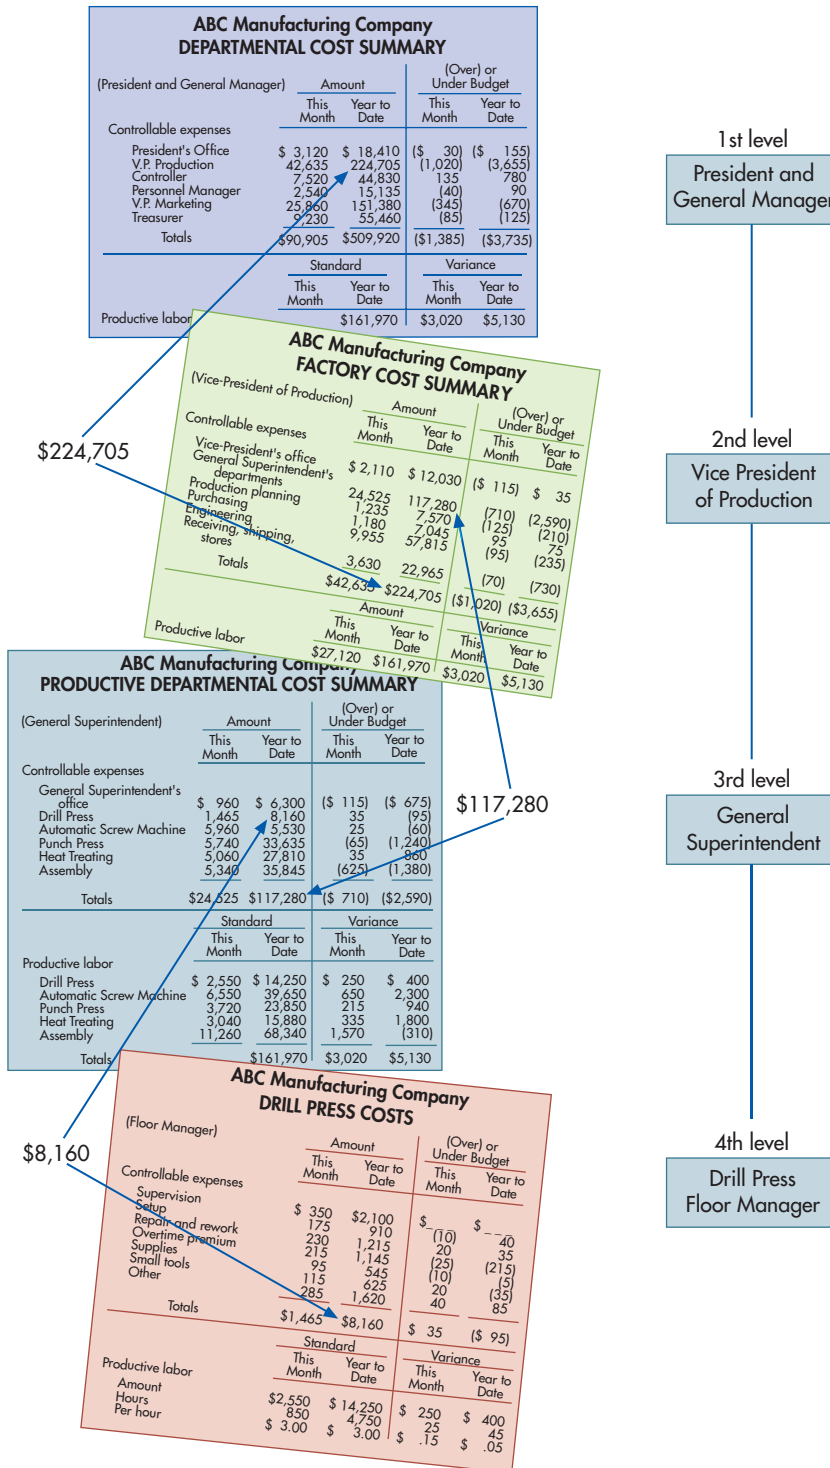 ABC Manufacturing Company
DEPARTMENTAL COST SUMMARY
(President and General Manager) Amount (Over) or Under Budget
This Month Year to Date This Month Year to Date
Controllable expenses
President's Office $ 3,120 $ 18,410 ($ 30) ($ 155)
V.P. Production 42,635 224,705 (1,020) (3,655)
Controller 7,520 44,830 135 780
Personnel Manager 2,540 15,135 (40) 90
V.P. Marketing 25,860 151,380 (345) (670)
Treasurer 9,230 55,460 (85) (125)
Totals $90,905 $509,920 ($1,385) ($3,735)
Standard Variance
This Month Year to Date This Month Year to Date
Productive labor $161,970 $3,020 $5,130
$224,705
ABC Manufacturing Company
FACTORY COST SUMMARY
(Vice-President of Production) Amount (Over) or Under Budget
This Month Year to Date This Month Year to Date
Controllable expenses
Vice-President's office $ 2,110 $ 12,030 ($ 115) $ 35
General Superintendent's
departments 24,525 117,280 (710) (2,590)
Production planning 1,235 7,570 (125) (210)
Purchasing 1,180 7,045 95 75
Engineering 9,955 57,815 (95) (235)
Receiving, shipping,
stores 3,630 22,965 (70) (730)
Totals $42,635 $224,705 ($1,020) ($3,655)
Amount Variance
This Month Year to Date This Month Year to Date
Productive labor $27,120 $161,970 $3,020 $5,130
ABC Manufacturing Company
PRODUCTIVE DEPARTMENTAL COST SUMMARY
(General Superintendent) Amount (Over) or Under Budget
This Month Year to Date This Month Year to Date
Controllable expenses
General Superintendent's
office $ 960 $ 6,300 ($ 115) ($ 675)
Drill Press 1,465 8,160 35 (95)
Automatic Screw Machine 5,960 5,530 25 (60)
Punch Press 5,740 33,635 (65) (1,240)
Heat Treating 5,060 27,810 35 860
Assembly 5,340 35,845 (625) (1,380)
Totals $24,525 $117,280 ($ 710) ($2,590)
Standard Variance
This Month Year to Date This Month Year to Date
Productive labor
Drill Press $ 2,550 $ 14,250 $ 250 $ 400
Automatic Screw Machine 6,550 39,650 650 2,300
Punch Press 3,720 23,850 215 940
Heat Treating 3,040 15,880 335 1,800
Assembly 11,260 68,340 1,570 (310)
Totals $161,970 $3,020 $5,130
$117,280
ABC Manufacturing Company
DRILL PRESS COSTS
(Floor Manager) Amount (Over) or Under Budget
This Month Year to Date This Month Year to Date
Controllable expenses
Supervision $ 350 $2,100 $_ _ _ $_ _ _
Setup 175 910 (10) 40
Repair and rework 230 1,215 20 35
Overtime premium 215 1,145 (25) (215)
Supplies 95 545 (10) (5)
Small tools 115 625 20 (35)
Other 285 1,620 40 85
Totals $1,465 $8,160 $ 35 ($ 95)
Standard Variance
This Month Year to Date This Month Year to Date
Productive labor
Amount $2,550 $ 14,250 $ 250 $ 400
Hours 850 4,750 25 45
Per hour $ 3.00 $ 3.00 $ .15 $ .05
$8,160
1st level
President and
General Manager
2nd level
Vice President
of Production
3rd level
General
Superintendent
4th level
Drill Press
Floor Manager